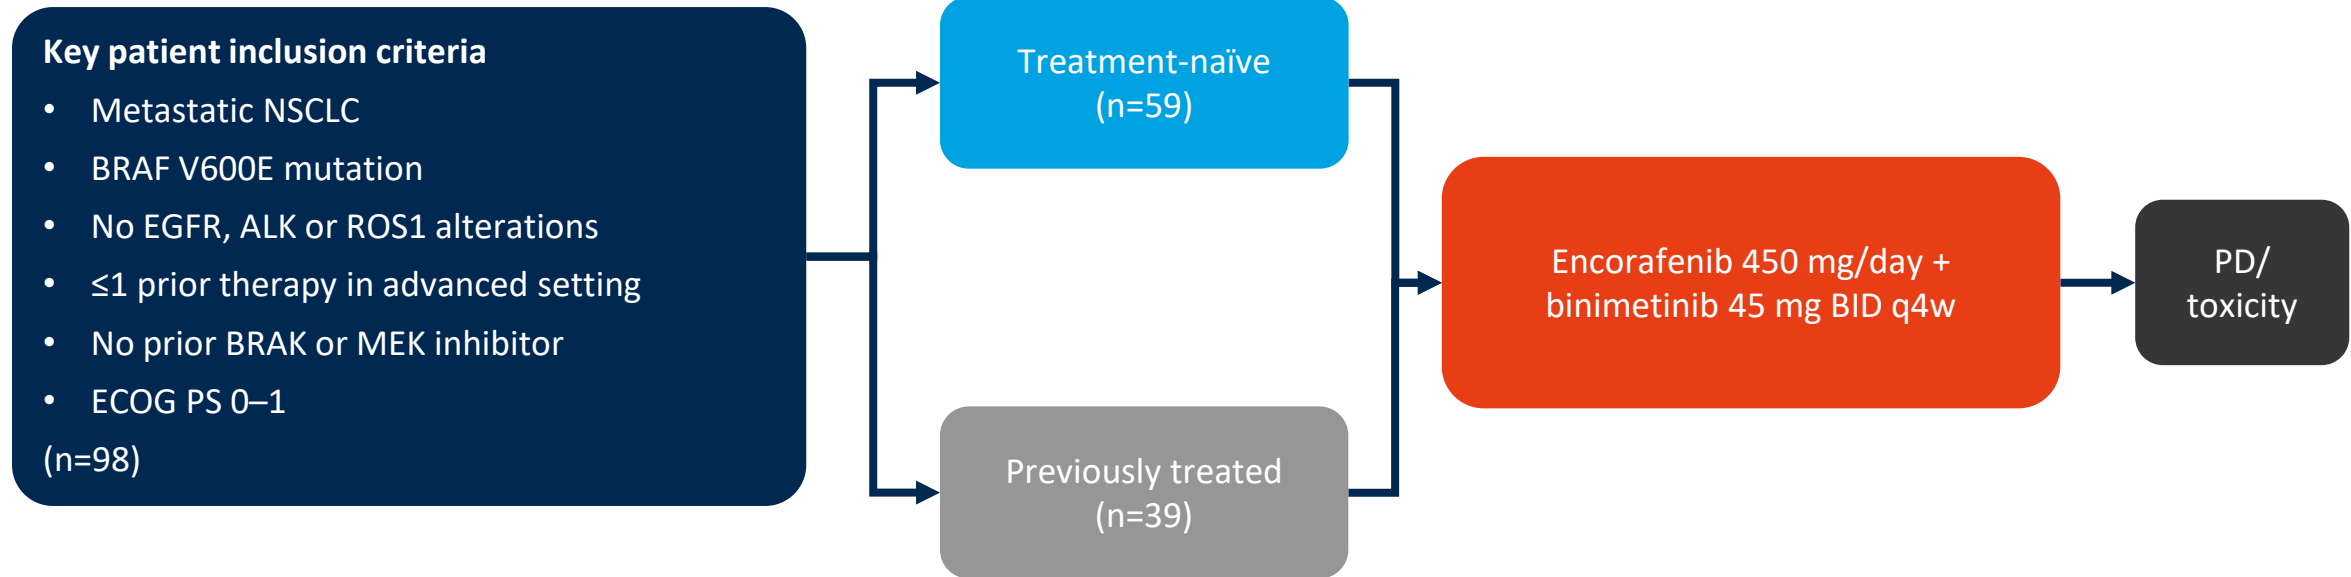 Key patient inclusion criteria
• Metastatic NSCLC
• BRAF V600E mutation
• No EGFR, ALK or ROS1 alterations
• ≤1 prior therapy in advanced setting
• No prior BRAK or MEK inhibitor
• ECOG PS 0–1
(n=98)
Treatment-naïve
(n=59)
Previously treated
(n=39)
Encorafenib 450 mg/day +
binimetinib 45 mg BID q4w
PD/
toxicity